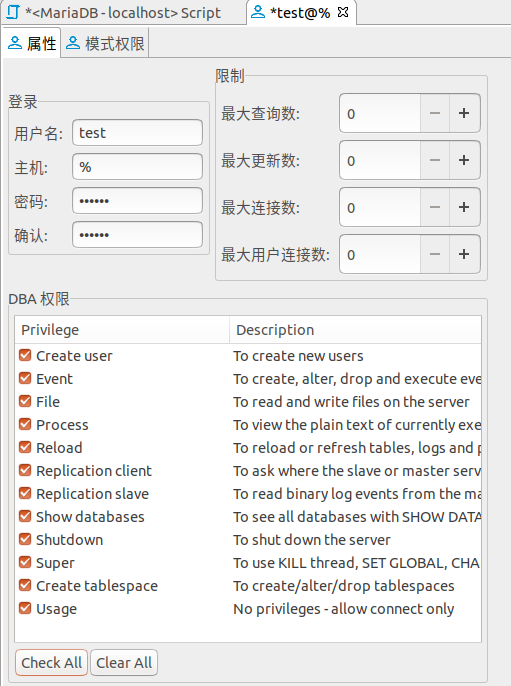 *<MariaDB - localhost> Script
*test@%
属性
模式权限
登录
用户名: test
主机: %
密码: ••••••
确认: ••••••
限制
最大查询数: 0
最大更新数: 0
最大连接数: 0
最大用户连接数: 0
DBA 权限
Privilege Description
Create user To create new users
Event To create, alter, drop and execute eve
File To read and write files on the server
Process To view the plain text of currently exe
Reload To reload or refresh tables, logs and p
Replication client To ask where the slave or master serv
Replication slave To read binary log events from the ma
Show databases To see all databases with SHOW DATA
Shutdown To shut down the server
Super To use KILL thread, SET GLOBAL, CHA
Create tablespace To create/alter/drop tablespaces
Usage No privileges - allow connect only
Check All Clear All